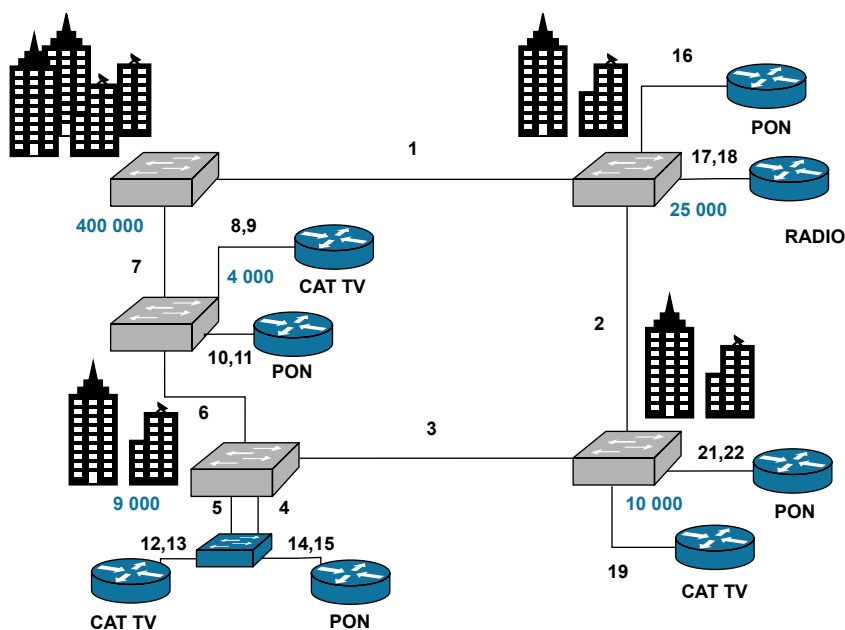 16
PON
1
17,18
400 000
25 000
8,9
RADIO
7
4 000
CAT TV
2
10,11
PON
6
3
21,22
9 000
5
4
10 000
PON
12,13
14,15
19
CAT TV
CAT TV
PON